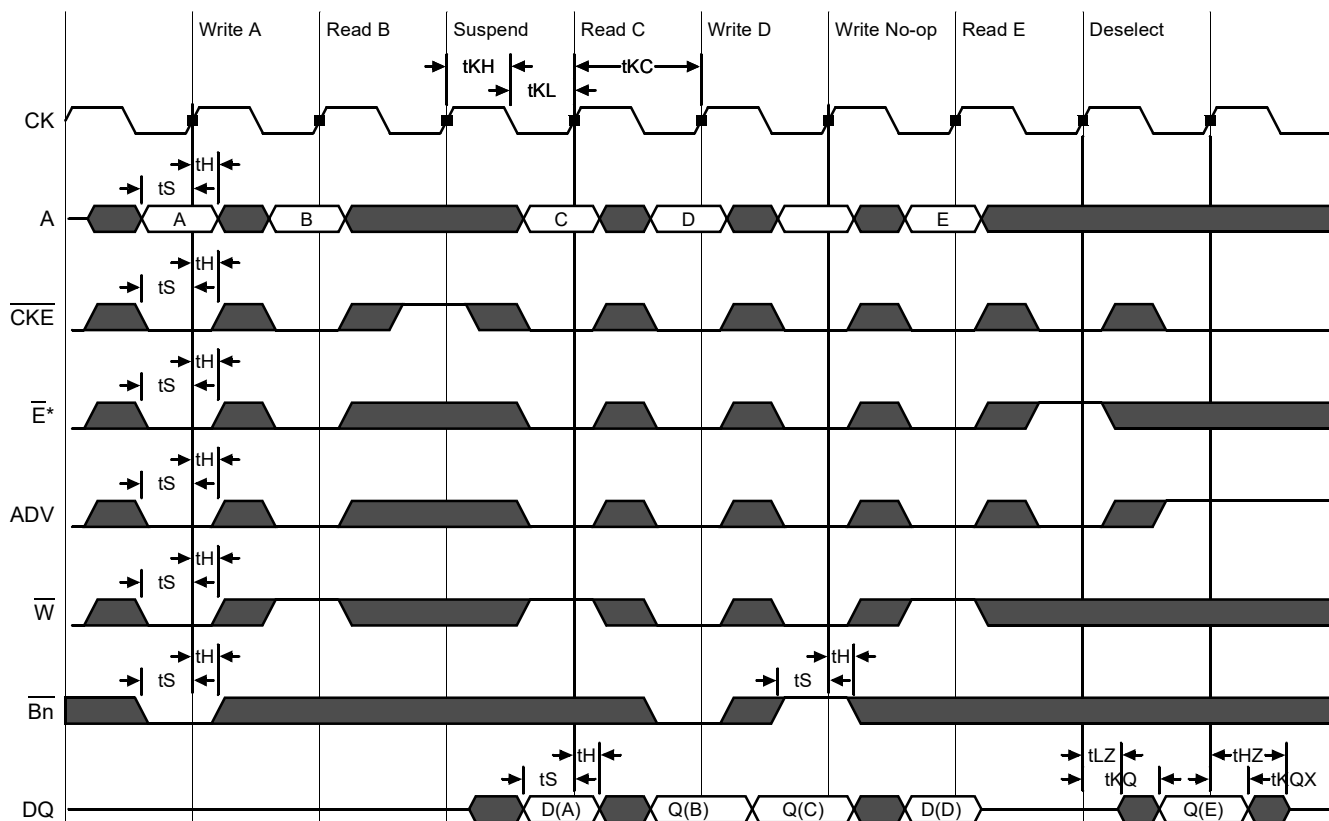 Write A Read B Suspend Read C Write D Write No-op Read E Deselect
tKH tKC
tKL
CK
tH
tS
A A B C D E
tH
tS
CKE
tH
tS
E*
tH
tS
ADV
tH
tS
W
tH tH
tS tS
Bn
tH tLZ tHZ
tS tKQ tKQX
DQ D(A) Q(B) Q(C) D(D) Q(E)